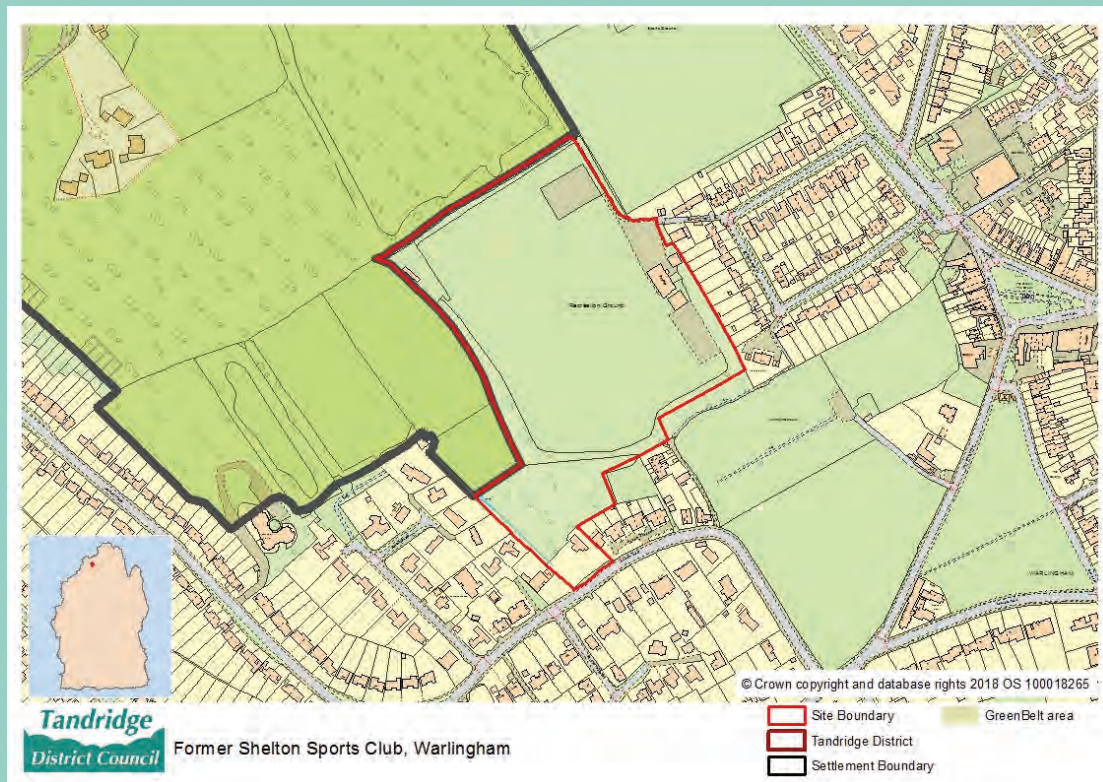 Recreation Ground
WARLINGHAM
© Crown copyright and database rights 2018 OS 100018265
Tandridge
District Council
Former Shelton Sports Club, Warlingham
Site Boundary
GreenBelt area
Tandridge District
Settlement Boundary